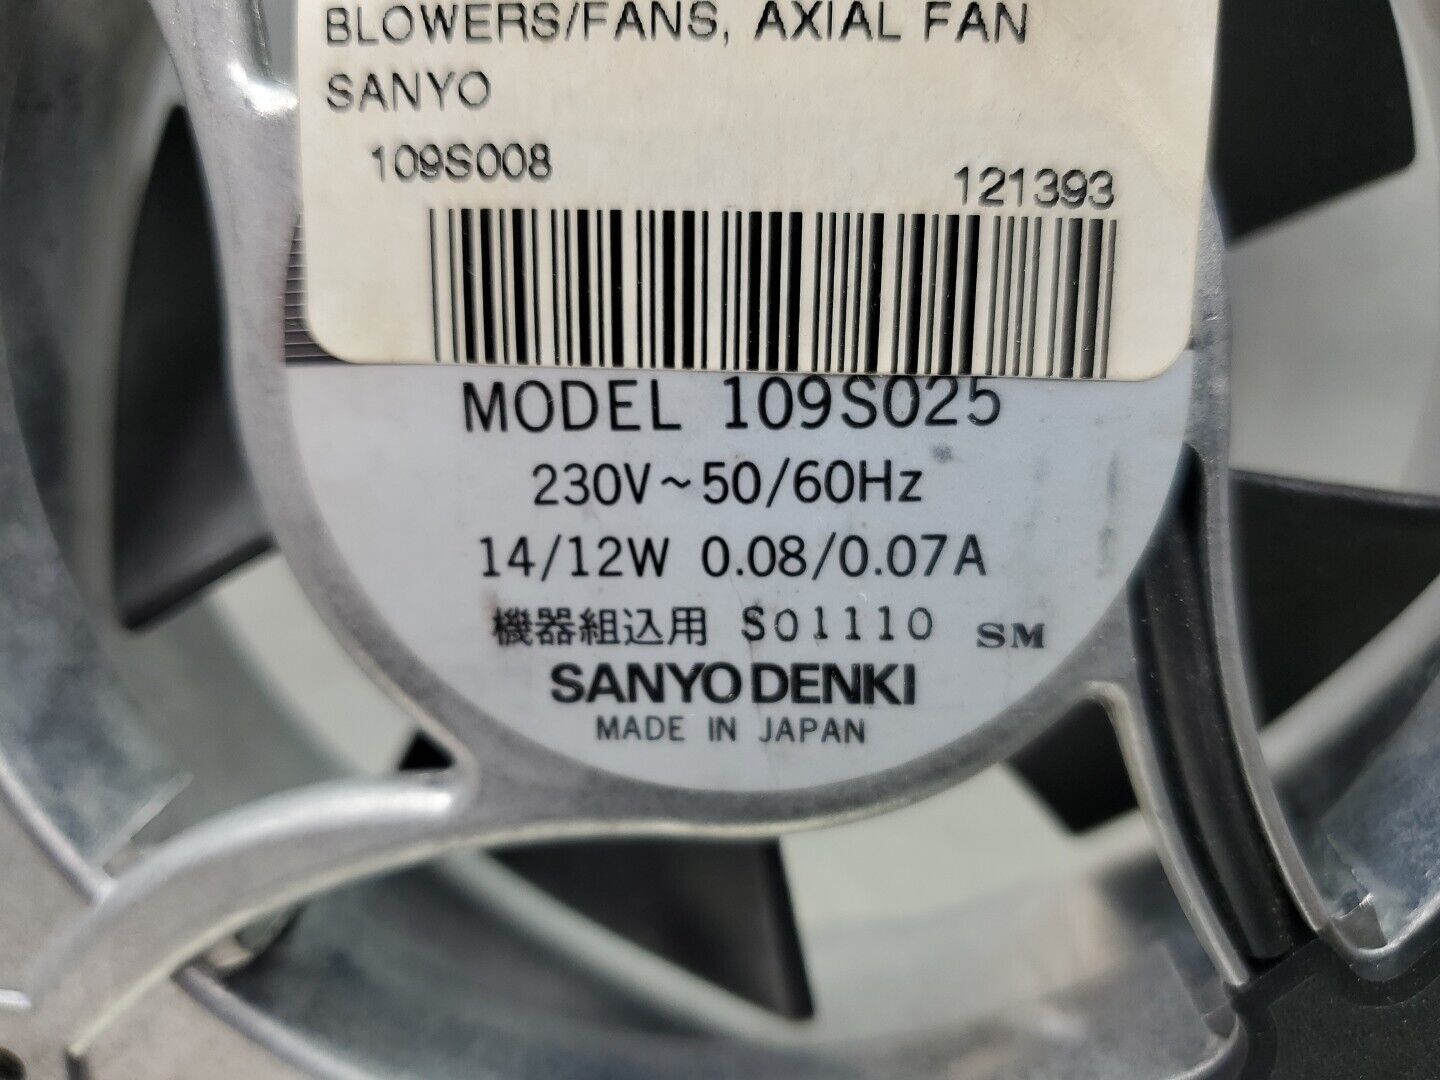 BLOWERS/FANS, AXIAL FAN
SANYO
109S008
121393
MODEL 109S025
230V~50/60Hz
14/12W 0.08/0.07A
機器組込用 S01110 SM
SANYO DENKI
MADE IN JAPAN